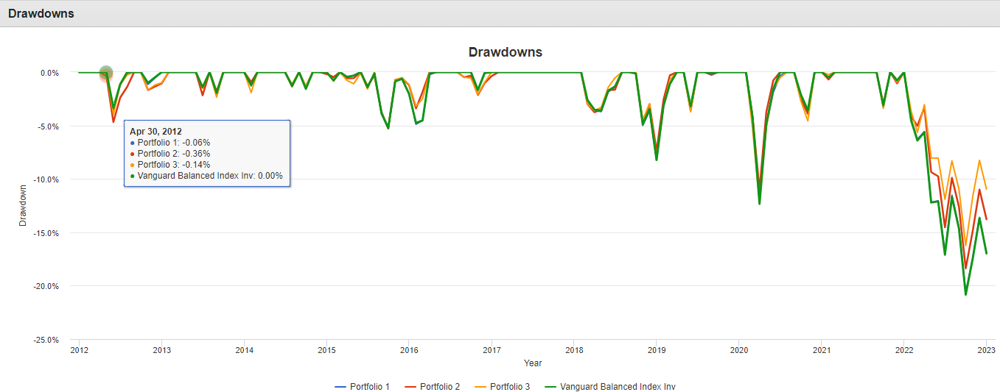 Drawdowns
Drawdowns
0.0%
-5.0%
-10.0%
-15.0%
-20.0%
-25.0%
Drawdown
Apr 30, 2012
● Portfolio 1: -0.06%
● Portfolio 2: -0.36%
● Portfolio 3: -0.14%
● Vanguard Balanced Index Inv: 0.00%
2012 2013 2014 2015 2016 2017 2018 2019 2020 2021 2022 2023
Year
Portfolio 1 Portfolio 2 Portfolio 3 Vanguard Balanced Index Inv